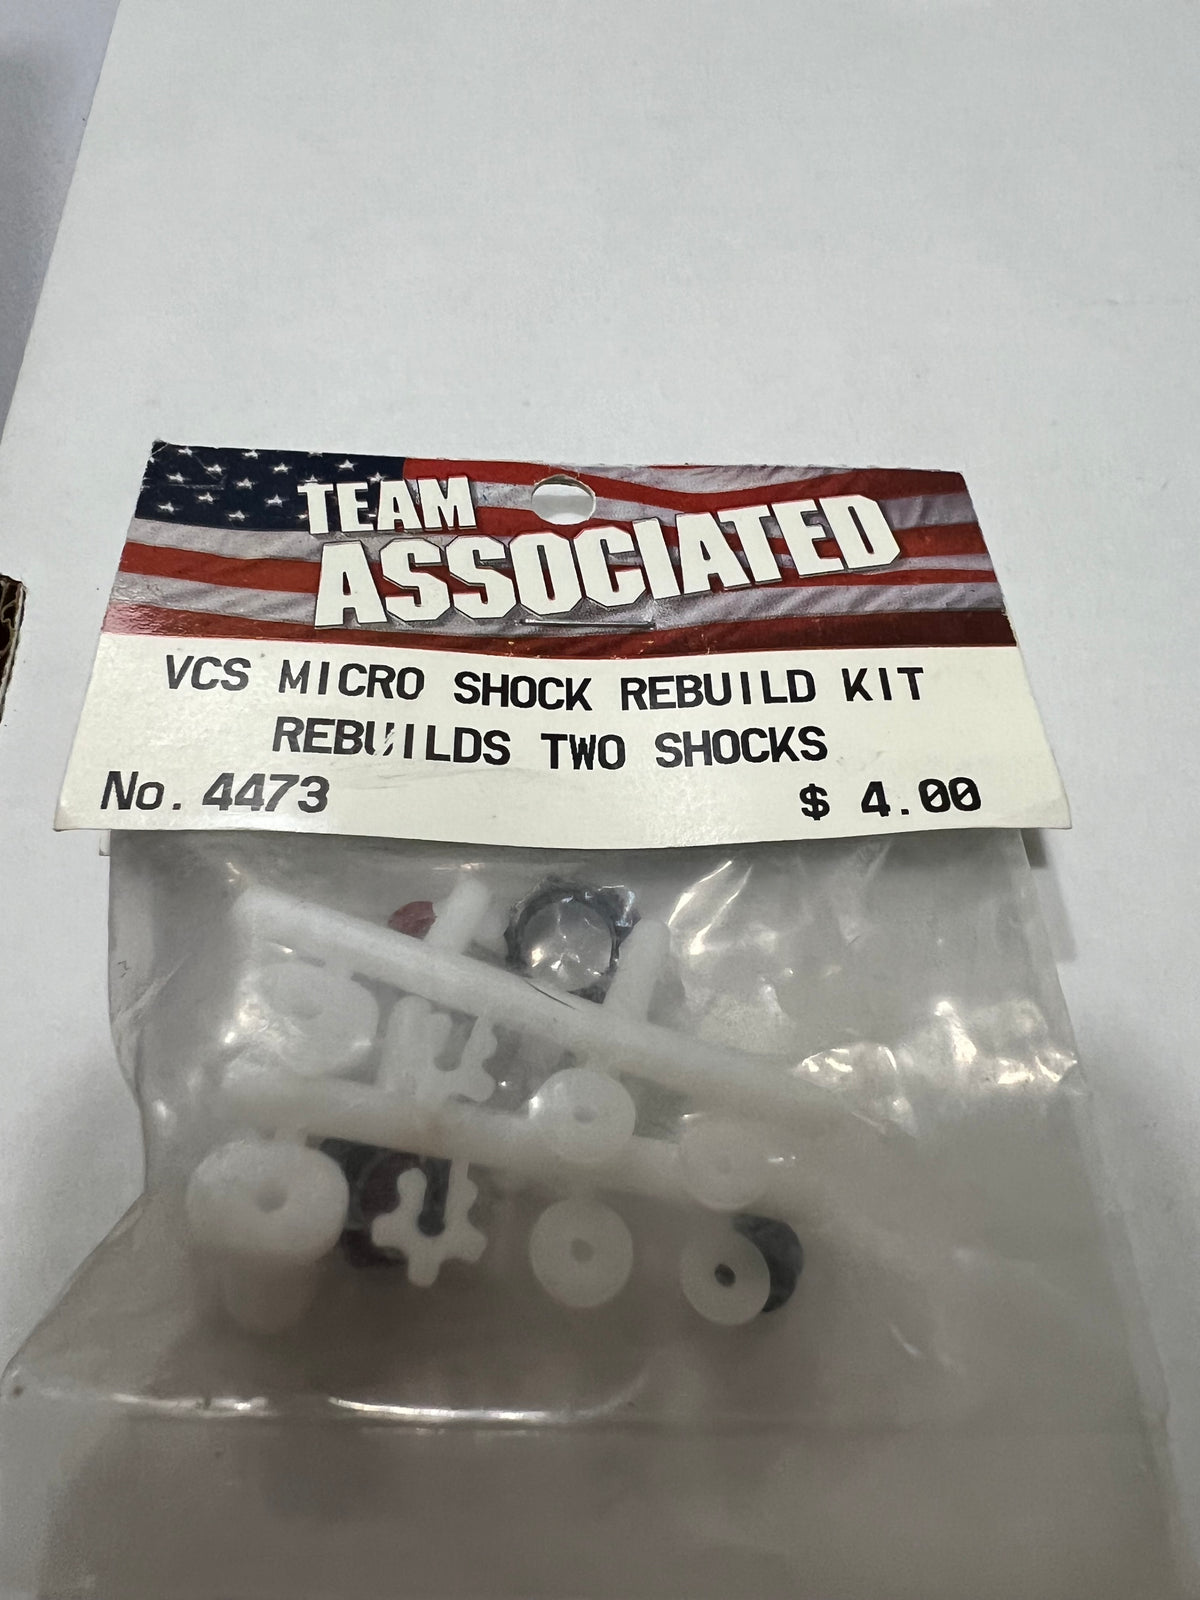 TEAM
ASSOCIATED
VCS MICRO SHOCK REBUILD KIT
REBUILDS TWO SHOCKS
No. 4473 $ 4.00